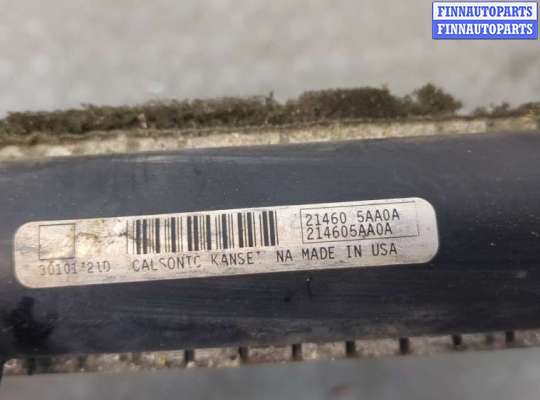 FINNAUTOPARTS
FINNAUTOPARTS
21460 5AA0A
214605AA0A
CALSONIC KANSEI NA MADE IN USA